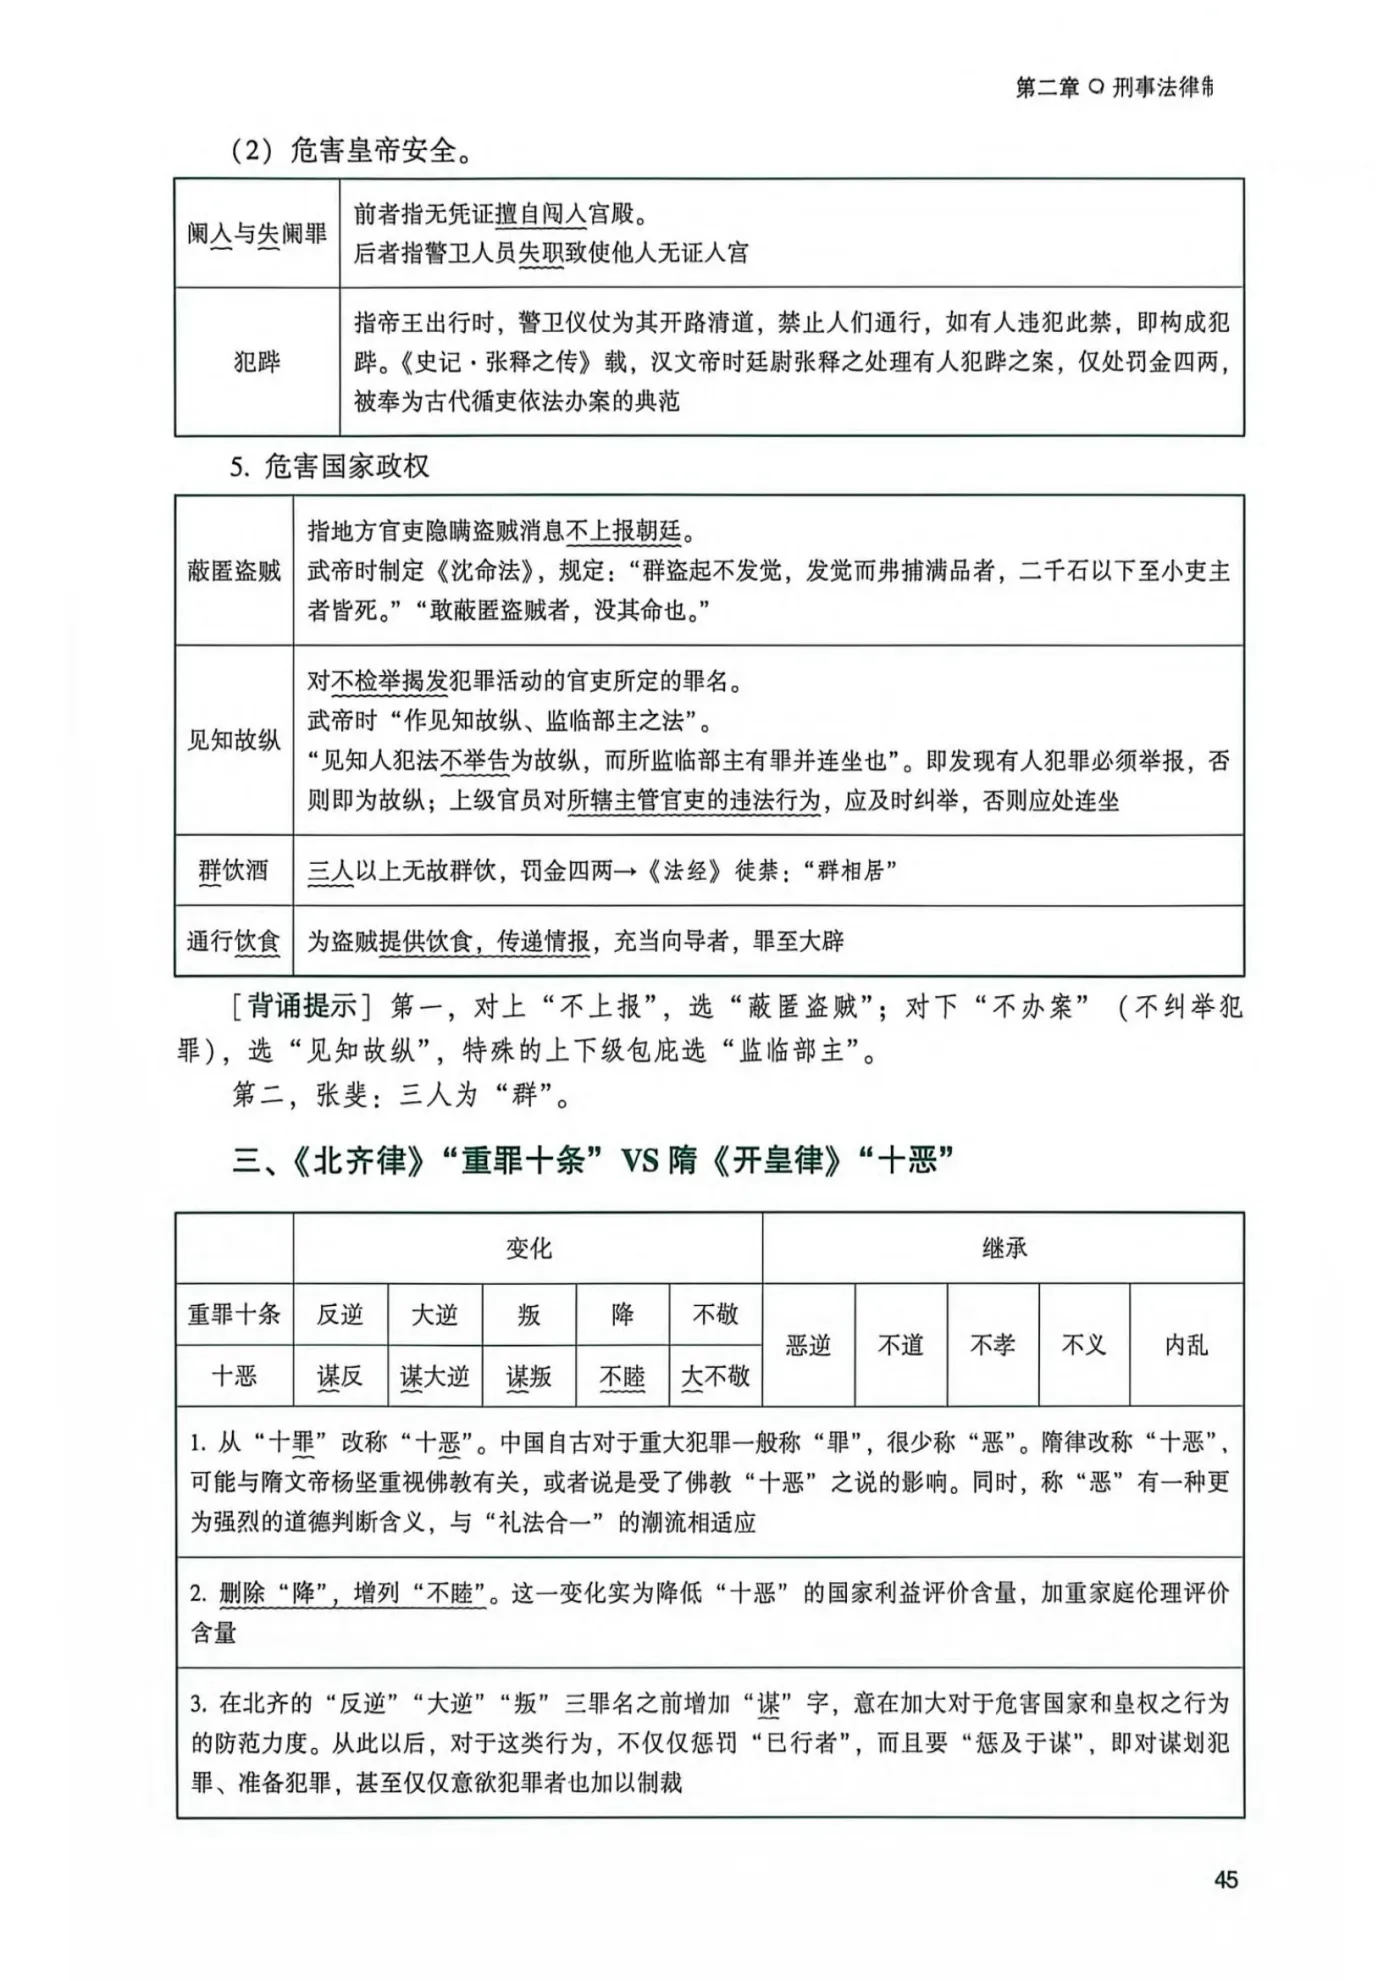 第二章 刑事法律制
（2）危害皇帝安全。
阑入与失阑罪
前者指无凭证擅自闯入宫殿。
后者指警卫人员失职致使他人无证入宫
犯跸
指帝王出行时，警卫仪仗为其开路清道，禁止人们通行，如有人违犯此禁，即构成犯
跸。《史记·张释之传》载，汉文帝时廷尉张释之处理有人犯跸之案，仅处罚金四两，
被奉为古代循吏依法办案的典范
5. 危害国家政权
蔽匿盗贼
指地方官吏隐瞒盗贼消息不上报朝廷。
武帝时制定《沈命法》，规定：“群盗起不发觉，发觉而弗捕满品者，二千石以下至小吏主
者皆死。”“敢蔽匿盗贼者，没其命也。”
见知故纵
对不检举揭发犯罪活动的官吏所定的罪名。
武帝时“作见知故纵、监临部主之法”。
“见知人犯法不举告为故纵，而所监临部主有罪并连坐也”。即发现有人犯罪必须举报，否
则即为故纵；上级官员对所辖主管官吏的违法行为，应及时纠举，否则应处连坐
群饮酒
三人以上无故群饮，罚金四两→《法经》徒禁：“群相居”
通行饮食
为盗贼提供饮食，传递情报，充当向导者，罪至大辟
［背诵提示］第一，对上“不上报”，选“蔽匿盗贼”；对下“不办案”（不纠举犯
罪），选“见知故纵”，特殊的上下级包庇选“监临部主”。
第二，张斐：三人为“群”。
三、《北齐律》“重罪十条” VS 隋《开皇律》“十恶”
变化 继承
重罪十条 反逆 大逆 叛 降 不敬
恶逆 不道 不孝 不义 内乱
十恶 谋反 谋大逆 谋叛 不睦 大不敬
1. 从“十罪”改称“十恶”。中国自古对于重大犯罪一般称“罪”，很少称“恶”。隋律改称“十恶”，
可能与隋文帝杨坚重视佛教有关，或者说是受了佛教“十恶”之说的影响。同时，称“恶”有一种更
为强烈的道德判断含义，与“礼法合一”的潮流相适应
2. 删除“降”，增列“不睦”。这一变化实为降低“十恶”的国家利益评价含量，加重家庭伦理评价
含量
3. 在北齐的“反逆”“大逆”“叛”三罪名之前增加“谋”字，意在加大对于危害国家和皇权之行为
的防范力度。从此以后，对于这类行为，不仅仅惩罚“已行者”，而且要“惩及于谋”，即对谋划犯
罪、准备犯罪，甚至仅仅意欲犯罪者也加以制裁
45